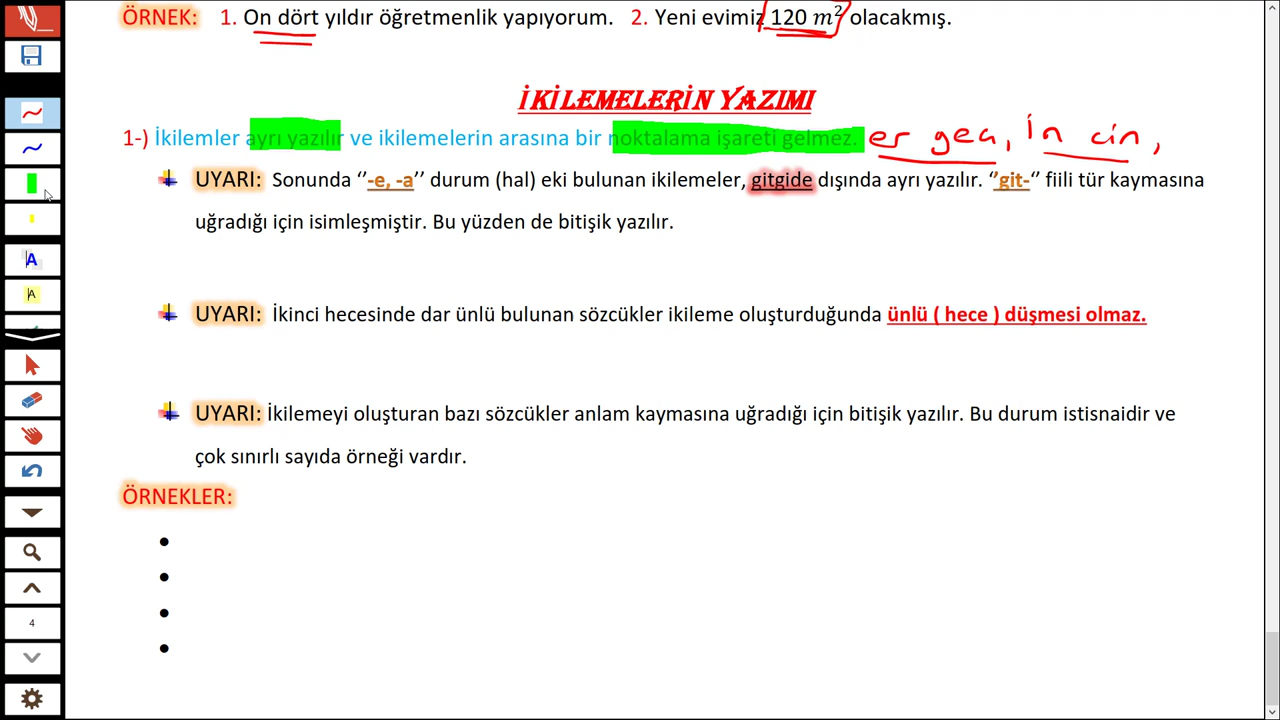 ÖRNEK: 1. On dört yıldır öğretmenlik yapıyorum. 2. Yeni evimiz 120 m² olacakmış.
İKİLEMELERİN YAZIMI
1-) İkilemler ayrı yazılır ve ikilemelerin arasına bir noktalama işareti gelmez. er geç, İn cin,
UYARI: Sonunda ‘’-e, -a’’ durum (hal) eki bulunan ikilemeler, gitgide dışında ayrı yazılır. ‘’git-‘’ fiili tür kaymasına
uğradığı için isimleşmiştir. Bu yüzden de bitişik yazılır.
UYARI: İkinci hecesinde dar ünlü bulunan sözcükler ikileme oluşturduğunda ünlü ( hece ) düşmesi olmaz.
UYARI: İkilemeyi oluşturan bazı sözcükler anlam kaymasına uğradığı için bitişik yazılır. Bu durum istisnaidir ve
çok sınırlı sayıda örneği vardır.
ÖRNEKLER:
A
A
4